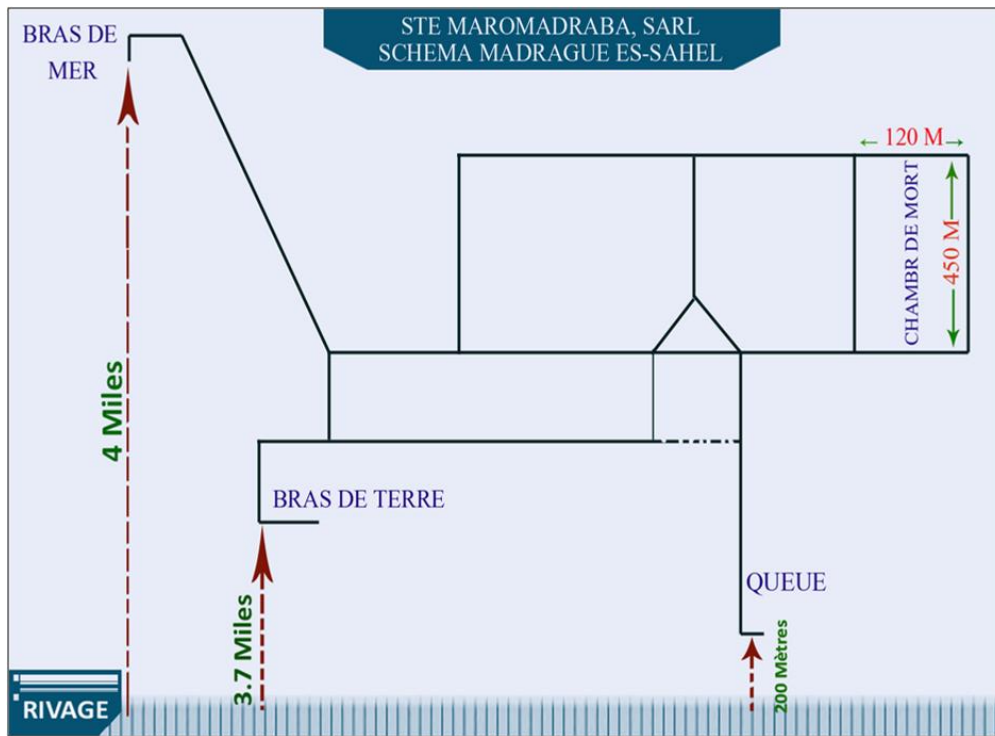 STE MAROMADRABA, SARL
SCHEMA MADRAGUE ES-SAHEL
BRAS DE
MER
← 120 M →
CHAMBR DE MORT
450 M
4 Miles
BRAS DE TERRE
3.7 Miles
QUEUE
200 Mètres
RIVAGE